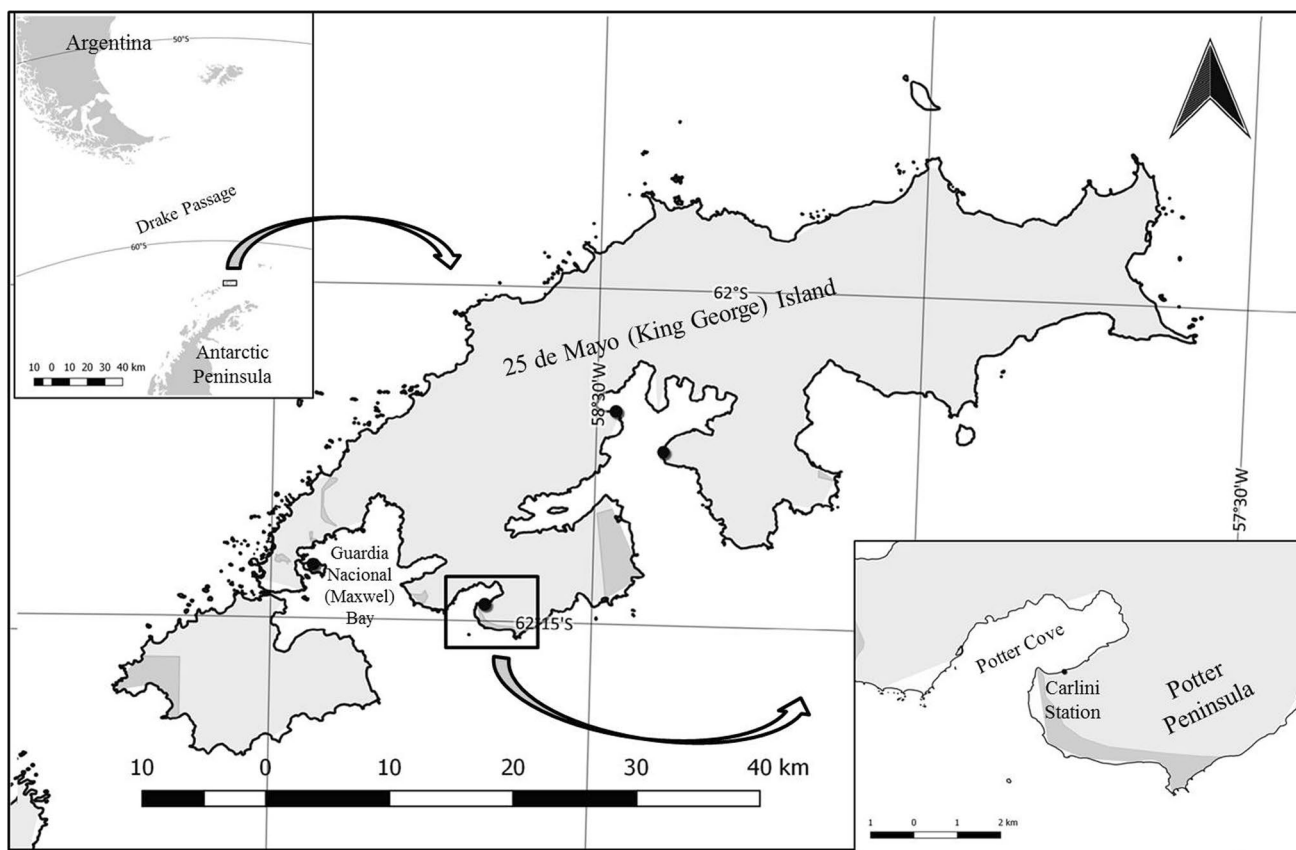 Argentina
50°S
Drake Passage
60°S
Antarctic
Peninsula
10 0 10 20 30 40 km
62°S
25 de Mayo (King George) Island
58°30'W
57°30'W
Guardia
Nacional
(Maxwel)
Bay
62°15'S
10 0 10 20 30 40 km
Potter Cove
Carlini
Station
Potter
Peninsula
1 0 1 2 km